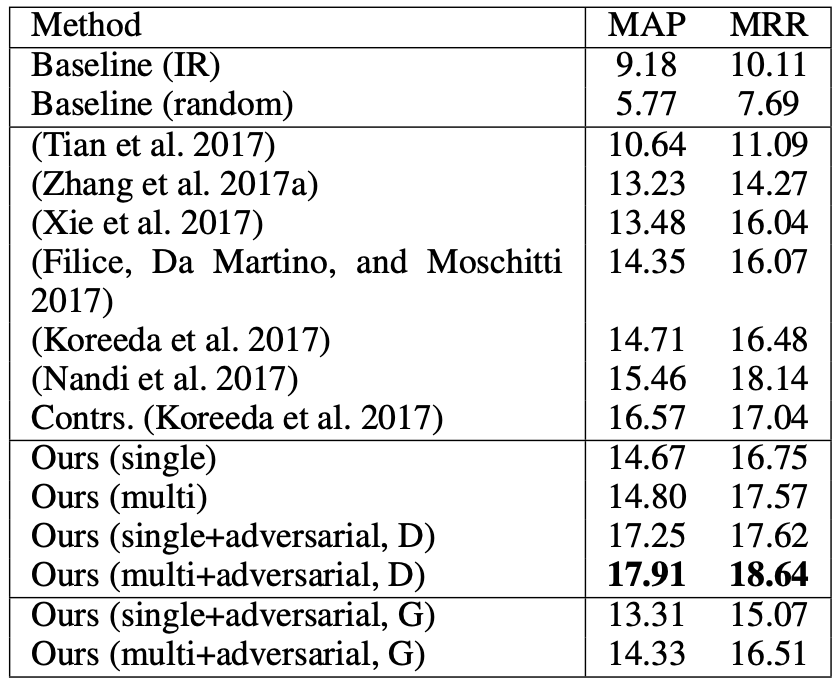 Method MAP MRR
Baseline (IR) 9.18 10.11
Baseline (random) 5.77 7.69
(Tian et al. 2017) 10.64 11.09
(Zhang et al. 2017a) 13.23 14.27
(Xie et al. 2017) 13.48 16.04
(Filice, Da Martino, and Moschitti 14.35 16.07
2017)
(Koreeda et al. 2017) 14.71 16.48
(Nandi et al. 2017) 15.46 18.14
Contrs. (Koreeda et al. 2017) 16.57 17.04
Ours (single) 14.67 16.75
Ours (multi) 14.80 17.57
Ours (single+adversarial, D) 17.25 17.62
Ours (multi+adversarial, D) 17.91 18.64
Ours (single+adversarial, G) 13.31 15.07
Ours (multi+adversarial, G) 14.33 16.51